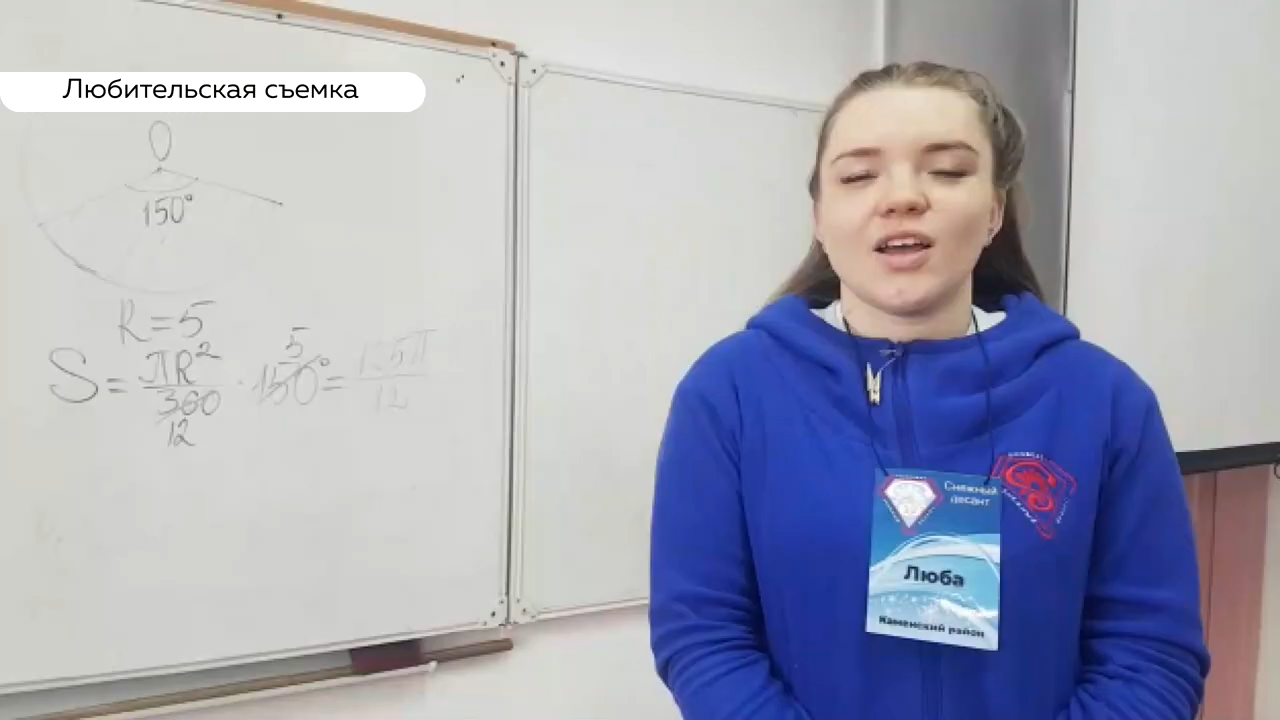 Любительская съемка
O
150°
R=5
S = πR² / 360 · 150° = 125π / 12
5
12
Снежный
десант
Люба
Каменский район